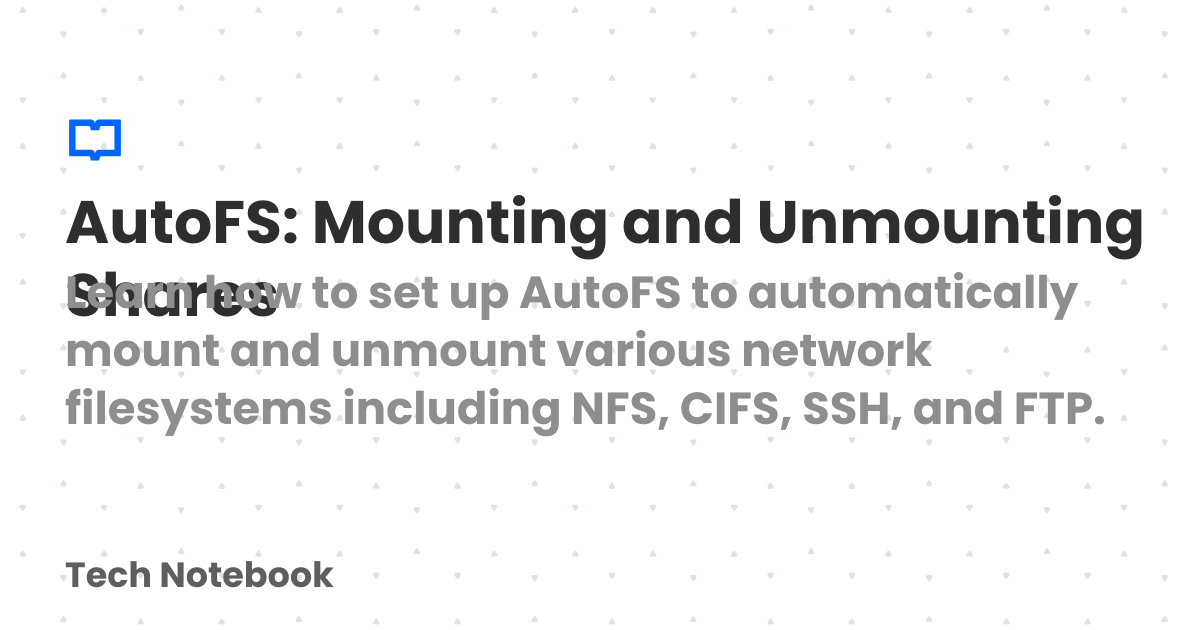 AutoFS: Mounting and Unmounting
Shares
Learn how to set up AutoFS to automatically
mount and unmount various network
filesystems including NFS, CIFS, SSH, and FTP.
Tech Notebook